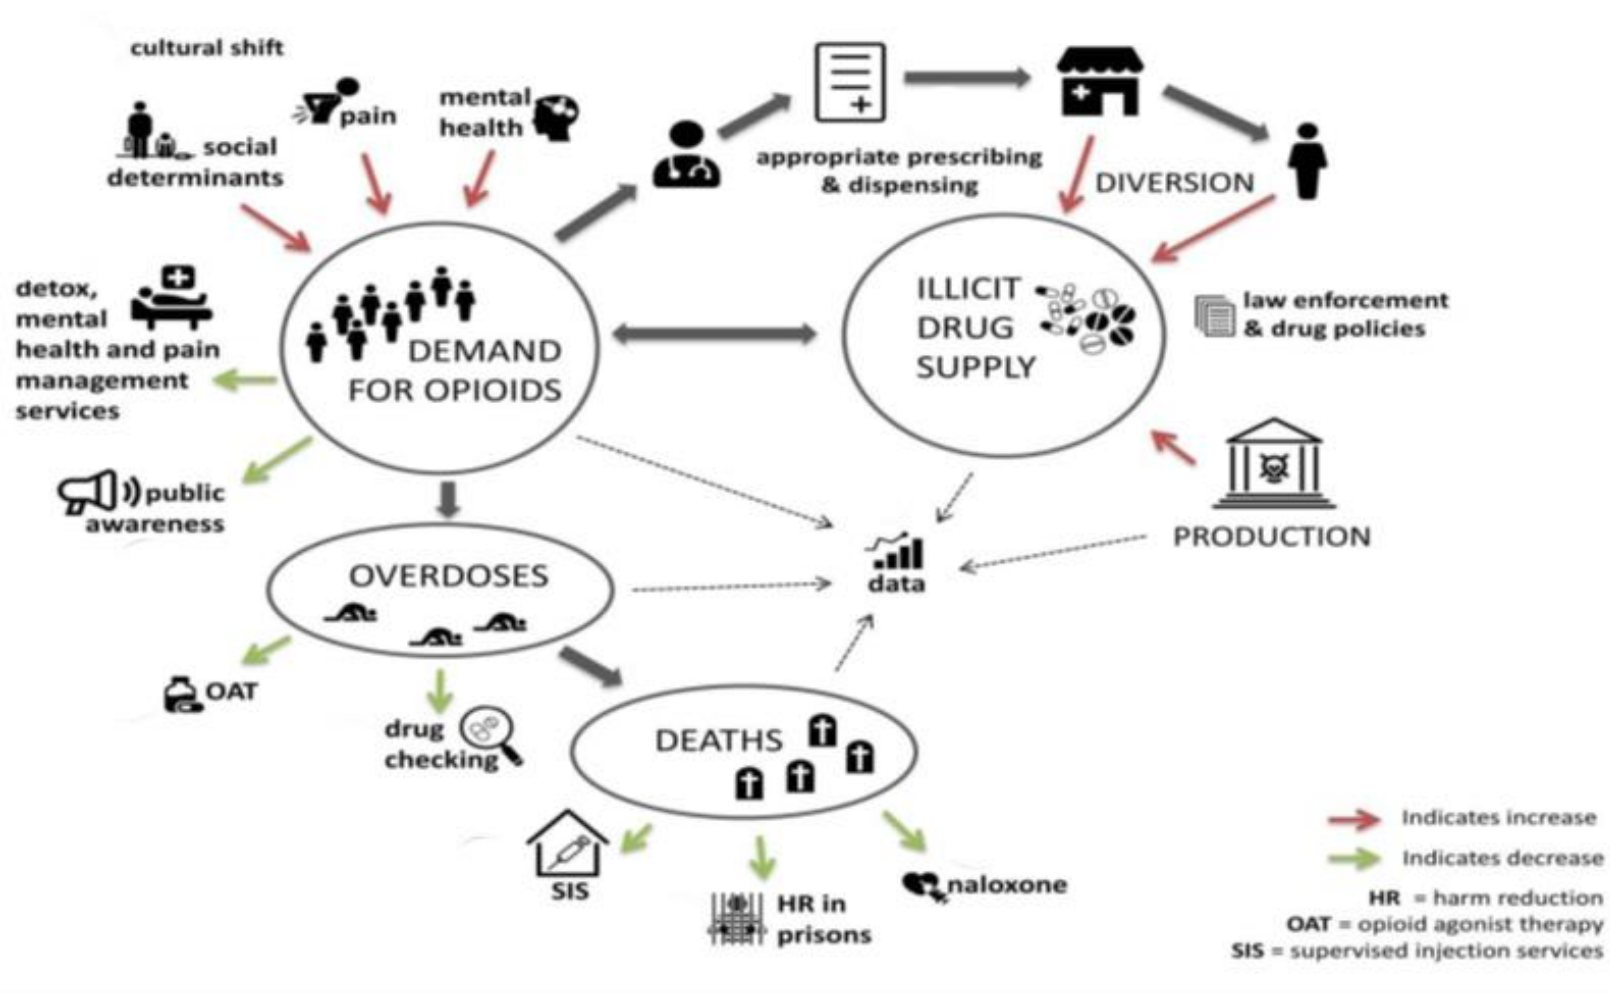 cultural shift
pain
mental
health
social
determinants
appropriate prescribing
& dispensing
DIVERSION
detox,
mental
health and pain
management
services
DEMAND
FOR OPIOIDS
ILLICIT
DRUG
SUPPLY
law enforcement
& drug policies
public
awareness
PRODUCTION
OVERDOSES
data
OAT
drug
checking
DEATHS
SIS
HR in
prisons
naloxone
Indicates increase
Indicates decrease
HR = harm reduction
OAT = opioid agonist therapy
SIS = supervised injection services